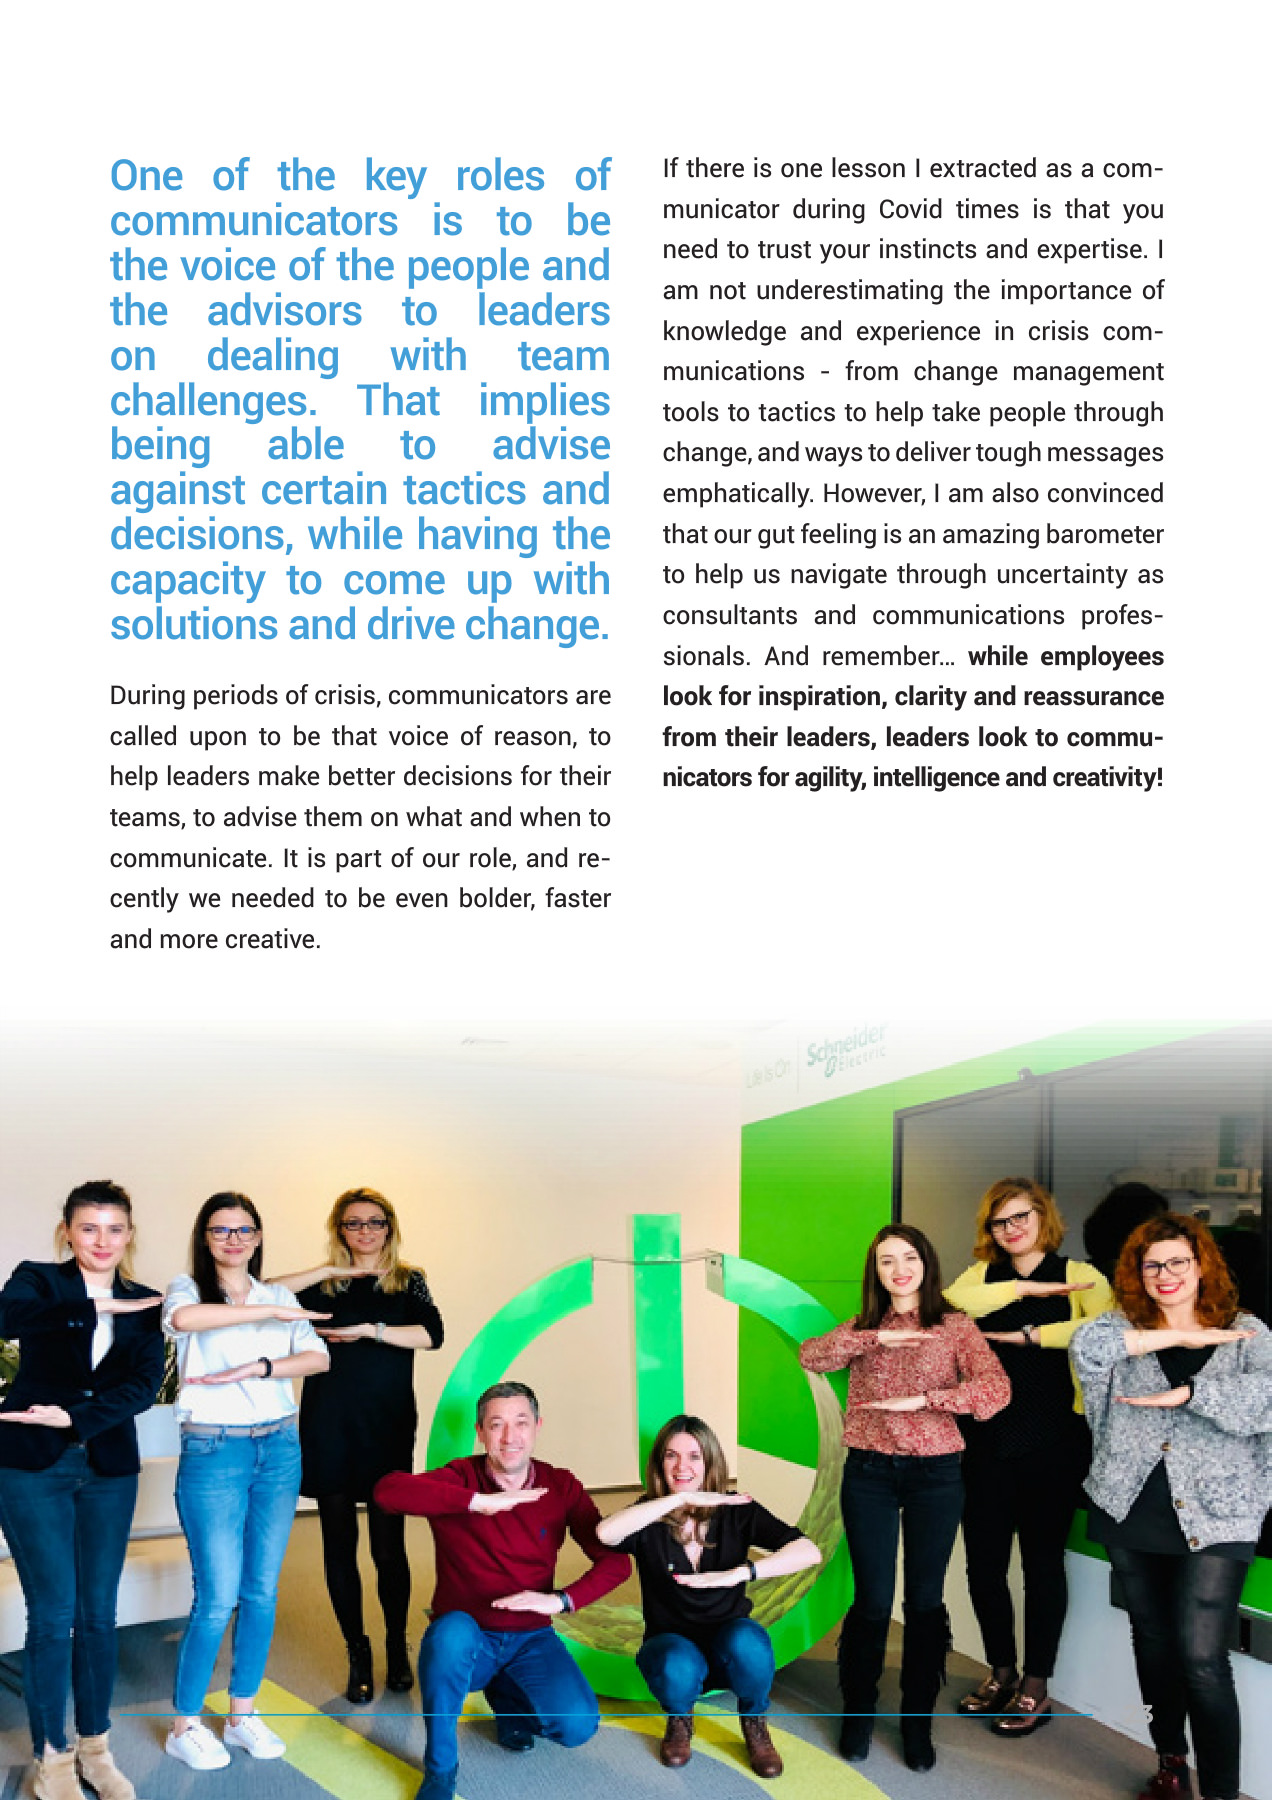 One of the key roles of
communicators is to be
the voice of the people and
the advisors to leaders
on dealing with team
challenges. That implies
being able to advise
against certain tactics and
decisions, while having the
capacity to come up with
solutions and drive change.
During periods of crisis, communicators are
called upon to be that voice of reason, to
help leaders make better decisions for their
teams, to advise them on what and when to
communicate. It is part of our role, and re-
cently we needed to be even bolder, faster
and more creative.
If there is one lesson I extracted as a com-
municator during Covid times is that you
need to trust your instincts and expertise. I
am not underestimating the importance of
knowledge and experience in crisis com-
munications - from change management
tools to tactics to help take people through
change, and ways to deliver tough messages
emphatically. However, I am also convinced
that our gut feeling is an amazing barometer
to help us navigate through uncertainty as
consultants and communications profes-
sionals. And remember... while employees
look for inspiration, clarity and reassurance
from their leaders, leaders look to commu-
nicators for agility, intelligence and creativity!
Life Is On
Schneider
Electric